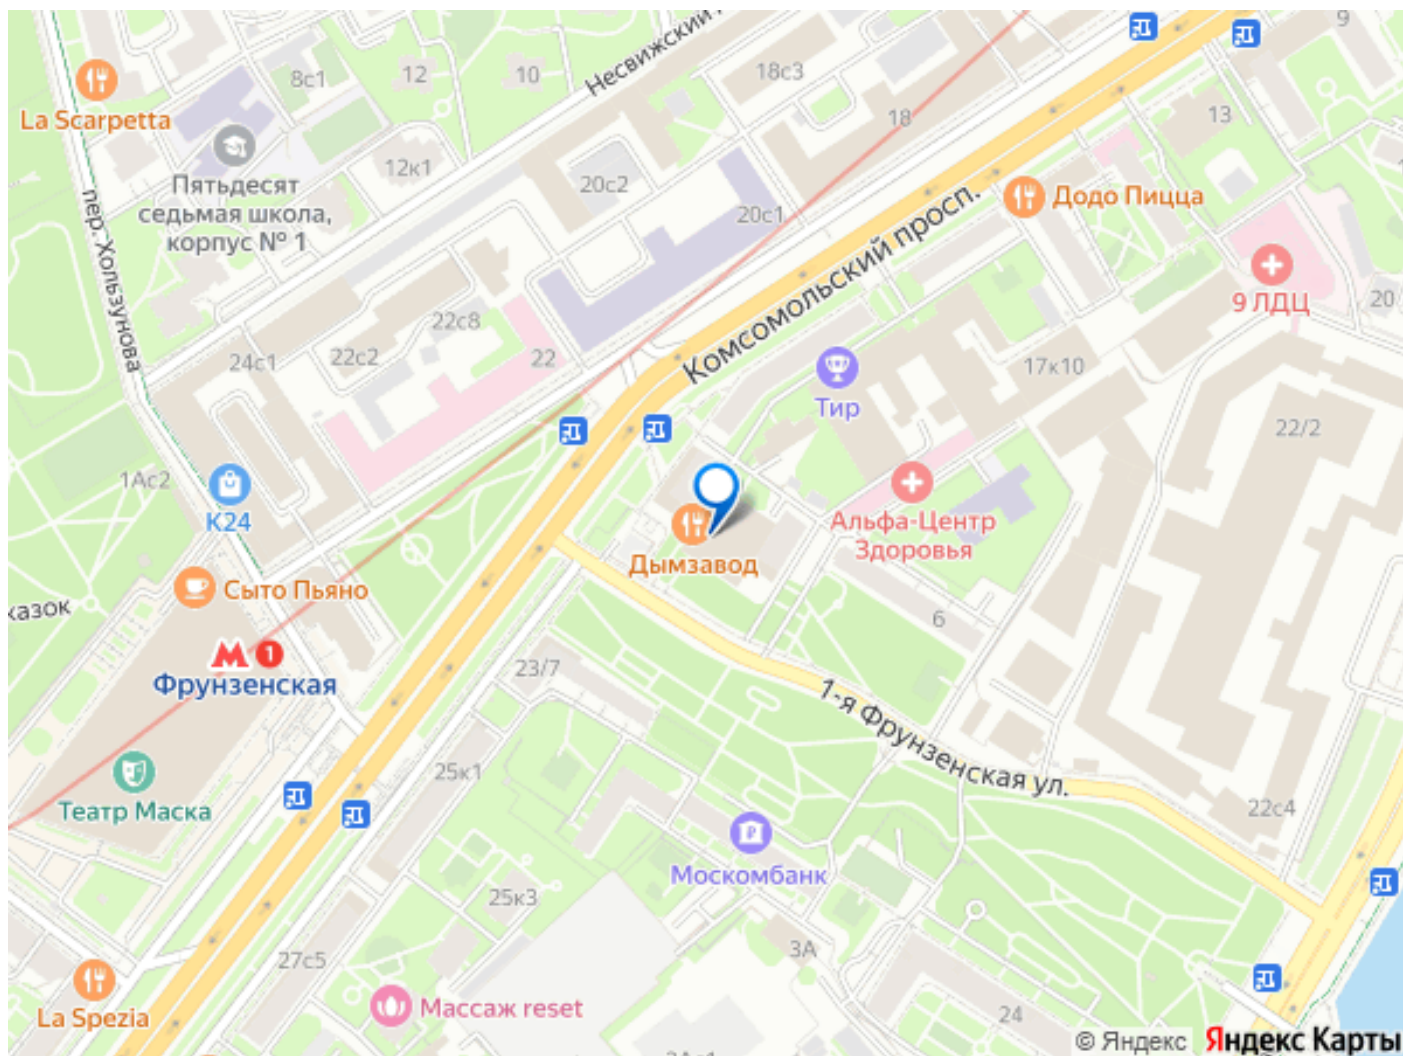 9
Несвижский
8с1
12
10
18с3
La Scarpetta
18
13
12к1
20с2
Пятьдесят
седьмая школа,
корпус № 1
20с1
Додо Пицца
пер. Хользунова
Комсомольский просп.
9 ЛДЦ
20
22с8
22с2
24с1
22
17к10
Тир
22/2
1Ас2
К24
Альфа-Центр
Здоровья
Дымзавод
Сыто Пьяно
казок
6
М 1
Фрунзенская
23/7
1-я Фрунзенская ул.
25к1
Театр Маска
22с4
Москомбанк
25к3
3А
27с5
La Spezia
Массаж reset
24
© Яндекс Яндекс Карты